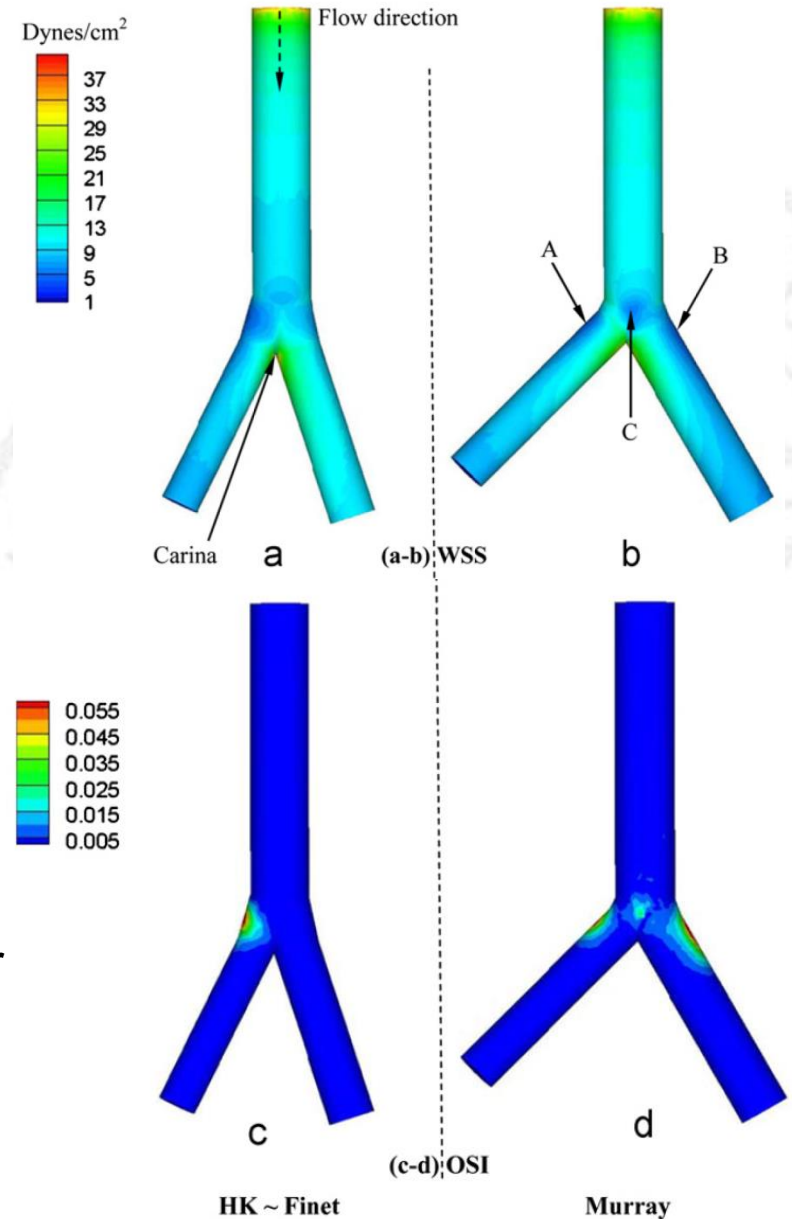 Dynes/cm²
Flow direction
37
33
29
25
21
17
13
9
5
1
A
B
C
Carina
a
(a-b) WSS
b
0.055
0.045
0.035
0.025
0.015
0.005
c
d
(c-d) OSI
HK ~ Finet
Murray